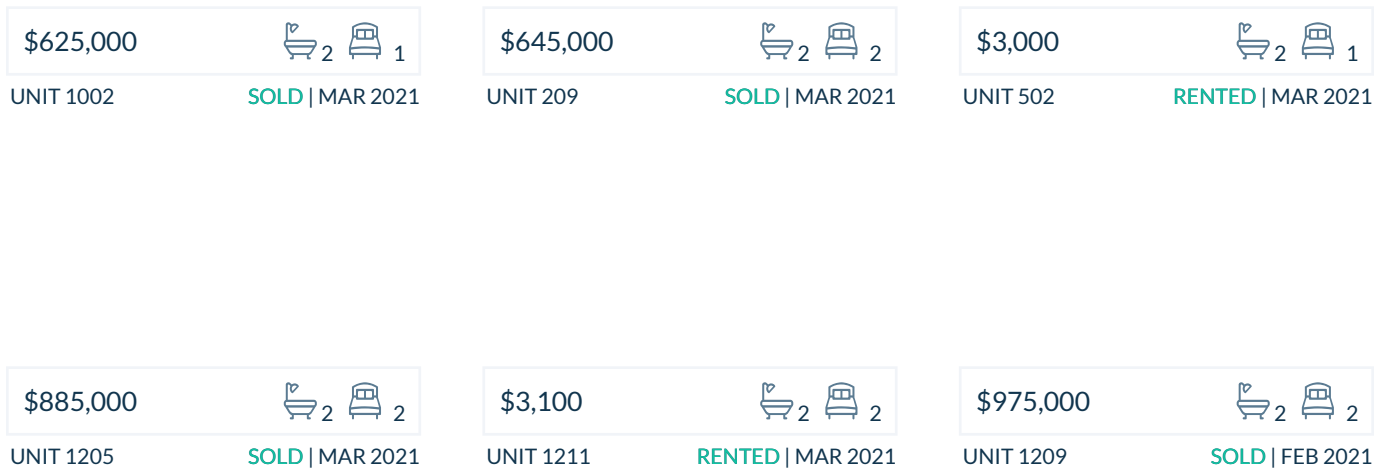 $625,000 2 1
UNIT 1002 SOLD | MAR 2021
$645,000 2 2
UNIT 209 SOLD | MAR 2021
$3,000 2 1
UNIT 502 RENTED | MAR 2021
$885,000 2 2
UNIT 1205 SOLD | MAR 2021
$3,100 2 2
UNIT 1211 RENTED | MAR 2021
$975,000 2 2
UNIT 1209 SOLD | FEB 2021